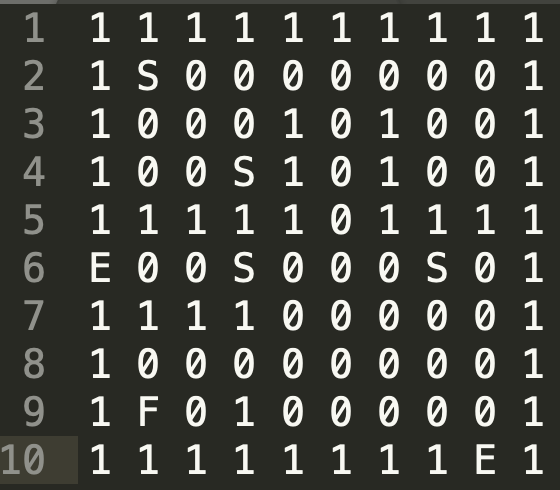 1 1 1 1 1 1 1 1 1 1 1
2 1 S 0 0 0 0 0 0 0 1
3 1 0 0 0 1 0 1 0 0 1
4 1 0 0 S 1 0 1 0 0 1
5 1 1 1 1 1 0 1 1 1 1
6 E 0 0 S 0 0 0 S 0 1
7 1 1 1 1 0 0 0 0 0 1
8 1 0 0 0 0 0 0 0 0 1
9 1 F 0 1 0 0 0 0 0 1
10 1 1 1 1 1 1 1 1 E 1